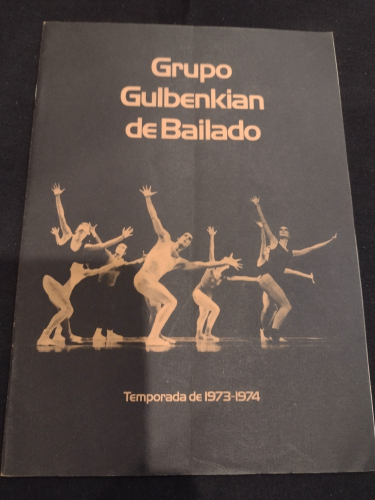 Grupo
Gulbenkian
de Bailado
Temporada de 1973-1974